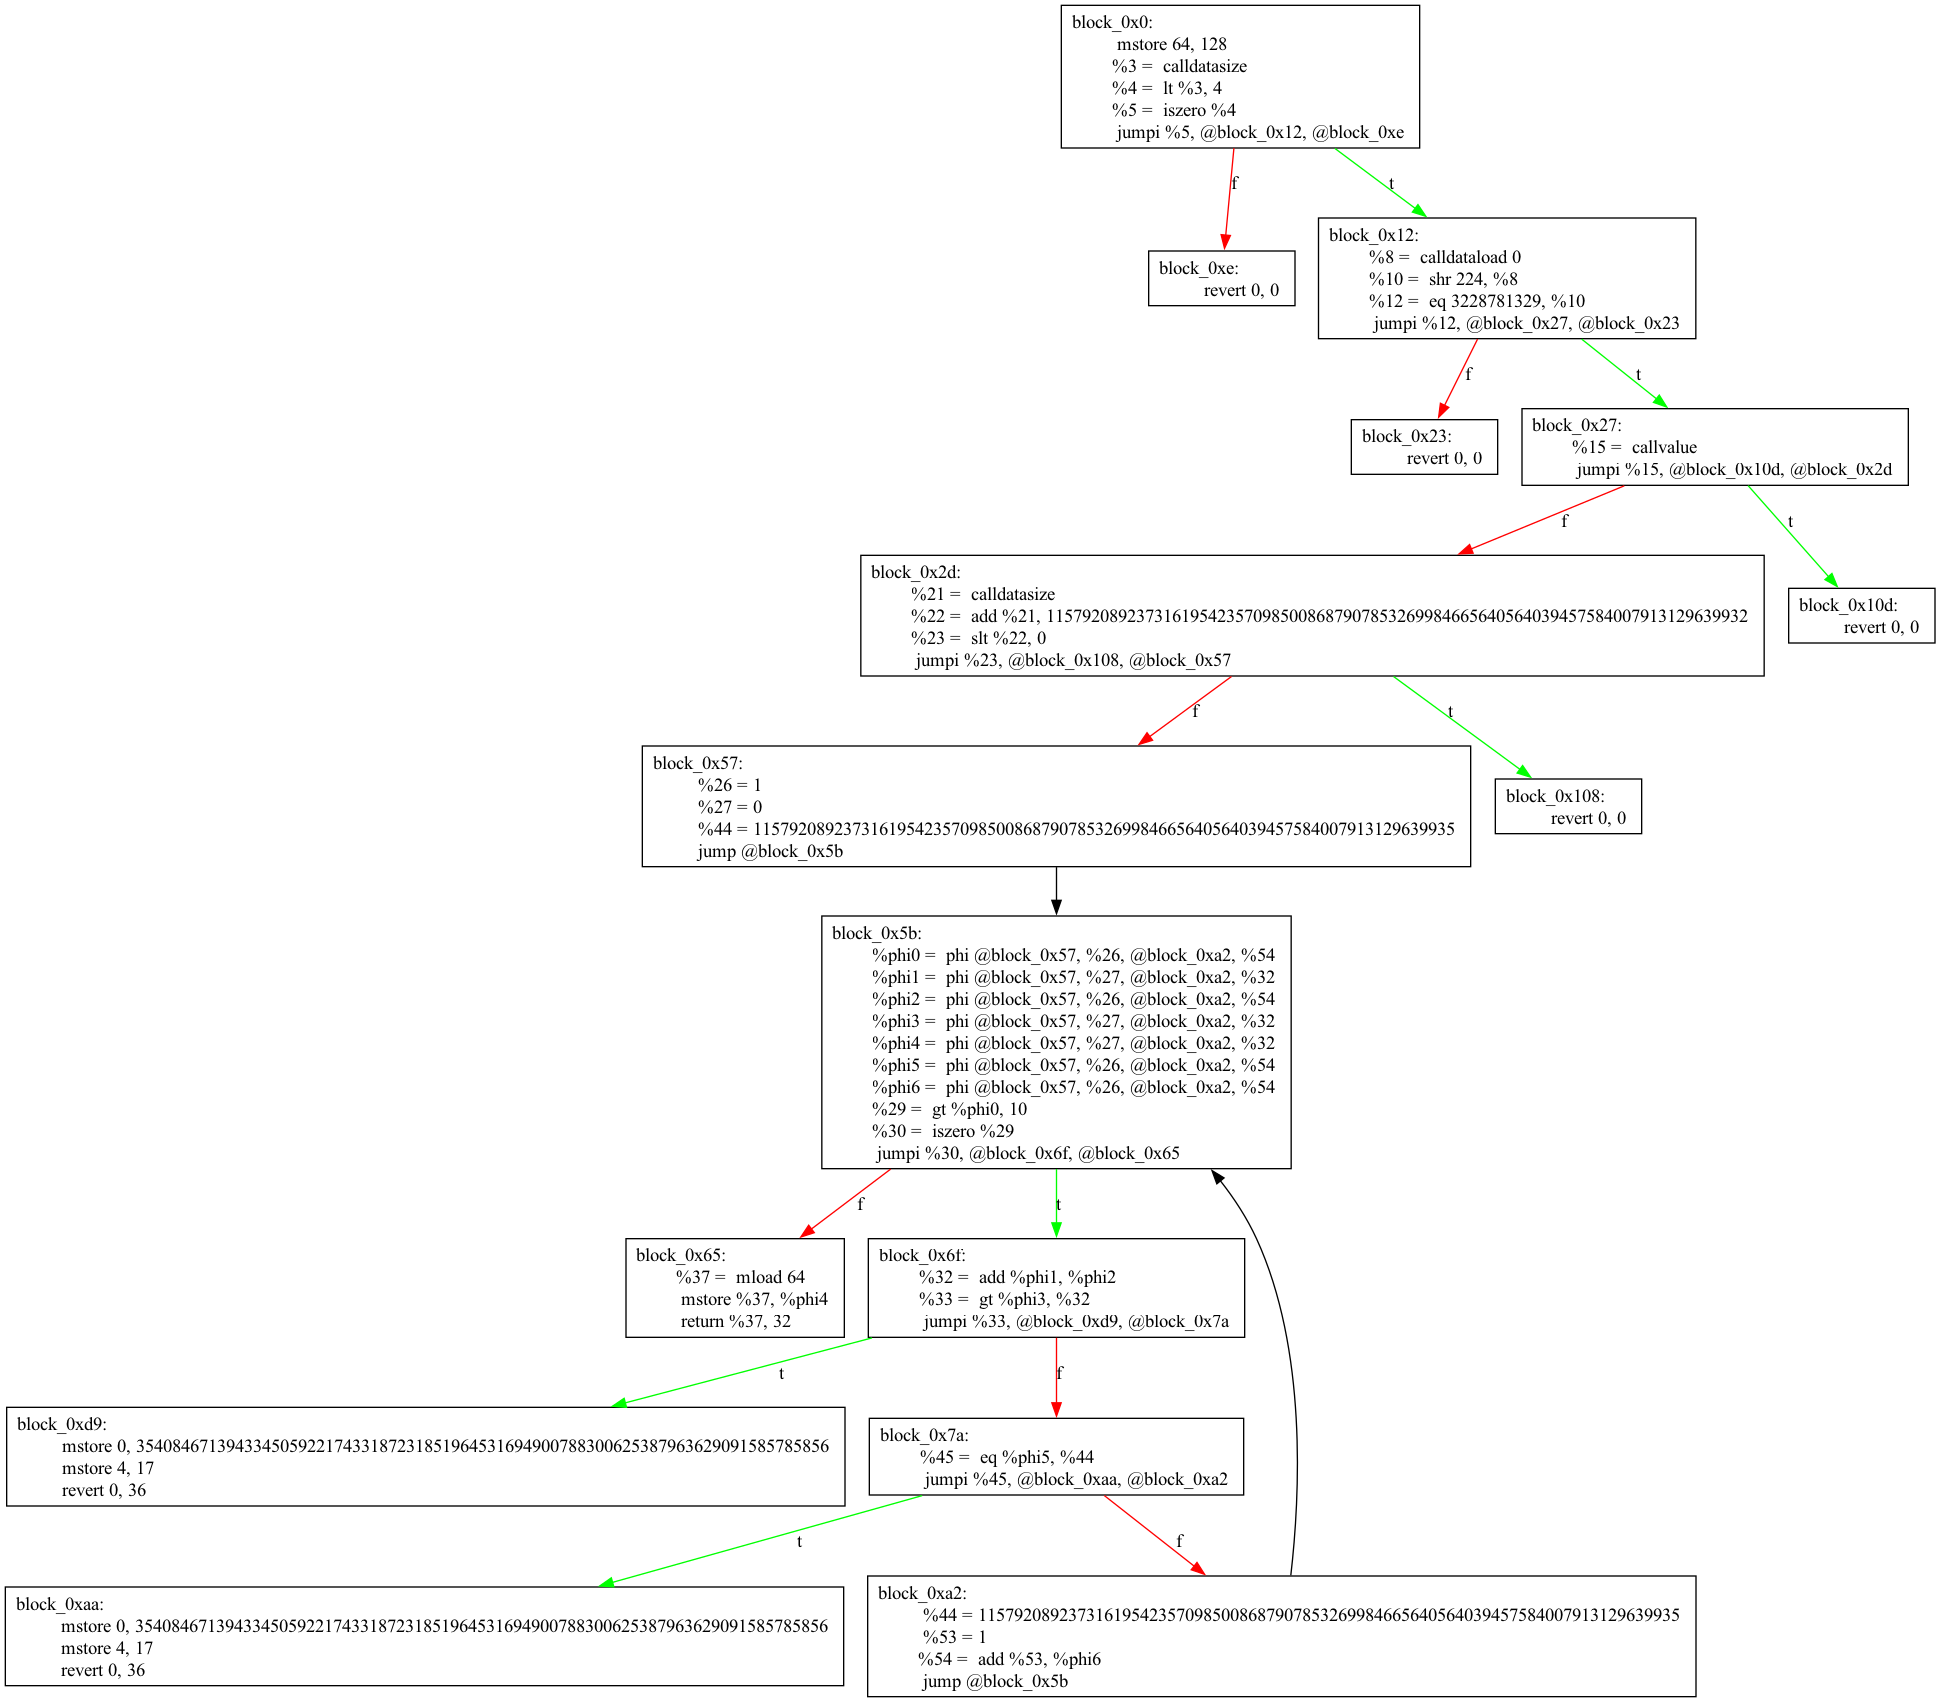 block_0x0:
mstore 64, 128
%3 = calldatasize
%4 = lt %3, 4
%5 = iszero %4
jumpi %5, @block_0x12, @block_0xe
f
t
block_0xe:
revert 0, 0
block_0x12:
%8 = calldataload 0
%10 = shr 224, %8
%12 = eq 3228781329, %10
jumpi %12, @block_0x27, @block_0x23
f
t
block_0x23:
revert 0, 0
block_0x27:
%15 = callvalue
jumpi %15, @block_0x10d, @block_0x2d
f
t
block_0x2d:
%21 = calldatasize
%22 = add %21, 115792089237316195423570985008687907853269984665640564039457584007913129639932
%23 = slt %22, 0
jumpi %23, @block_0x108, @block_0x57
block_0x10d:
revert 0, 0
f
t
block_0x57:
%26 = 1
%27 = 0
%44 = 115792089237316195423570985008687907853269984665640564039457584007913129639935
jump @block_0x5b
block_0x108:
revert 0, 0
block_0x5b:
%phi0 = phi @block_0x57, %26, @block_0xa2, %54
%phi1 = phi @block_0x57, %27, @block_0xa2, %32
%phi2 = phi @block_0x57, %26, @block_0xa2, %54
%phi3 = phi @block_0x57, %27, @block_0xa2, %32
%phi4 = phi @block_0x57, %27, @block_0xa2, %32
%phi5 = phi @block_0x57, %26, @block_0xa2, %54
%phi6 = phi @block_0x57, %26, @block_0xa2, %54
%29 = gt %phi0, 10
%30 = iszero %29
jumpi %30, @block_0x6f, @block_0x65
f
t
block_0x65:
%37 = mload 64
mstore %37, %phi4
return %37, 32
block_0x6f:
%32 = add %phi1, %phi2
%33 = gt %phi3, %32
jumpi %33, @block_0xd9, @block_0x7a
t
f
block_0xd9:
mstore 0, 35408467139433450592217433187231851964531694900788300625387963629091585785856
mstore 4, 17
revert 0, 36
block_0x7a:
%45 = eq %phi5, %44
jumpi %45, @block_0xaa, @block_0xa2
t
f
block_0xaa:
mstore 0, 35408467139433450592217433187231851964531694900788300625387963629091585785856
mstore 4, 17
revert 0, 36
block_0xa2:
%44 = 115792089237316195423570985008687907853269984665640564039457584007913129639935
%53 = 1
%54 = add %53, %phi6
jump @block_0x5b